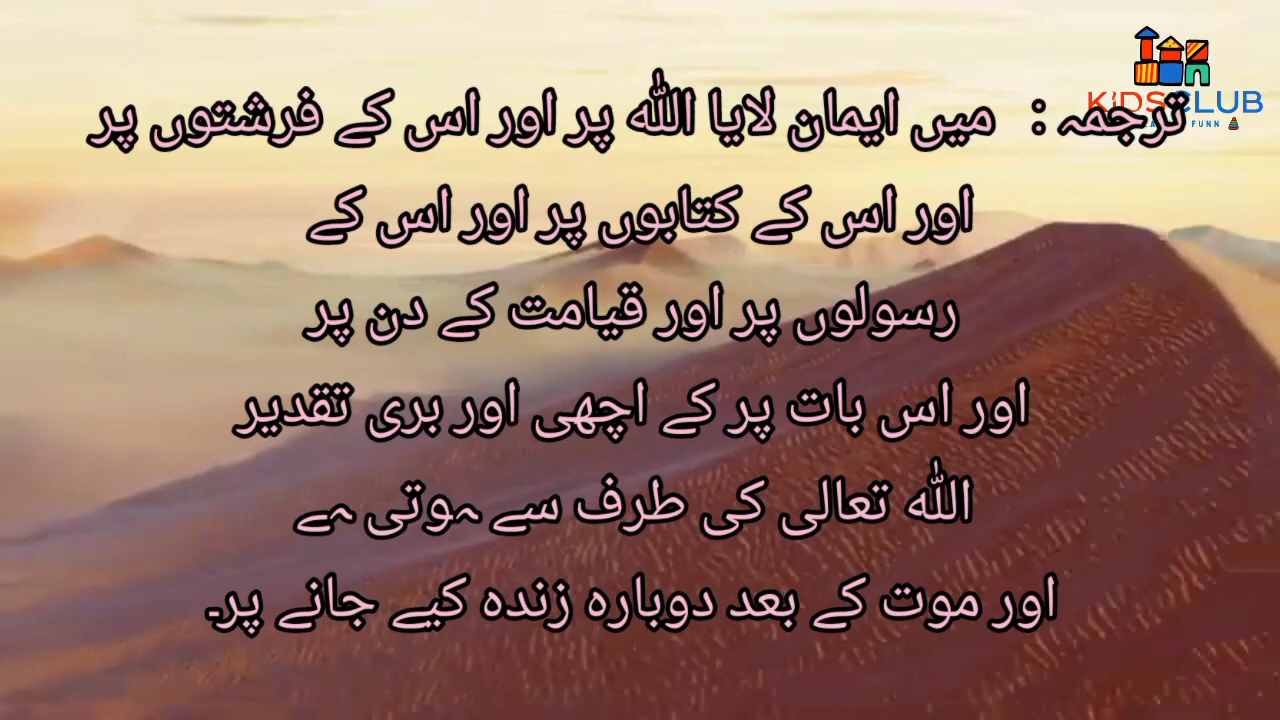 KIDSCLUB
FUNN
ترجمہ : میں ایمان لایا اللہ پر اور اس کے فرشتوں پر
اور اس کے کتابوں پر اور اس کے
رسولوں پر اور قیامت کے دن پر
اور اس بات پر کے اچھی اور بری تقدیر
اللہ تعالی کی طرف سے ہوتی ہے
اور موت کے بعد دوبارہ زندہ کیے جانے پر۔